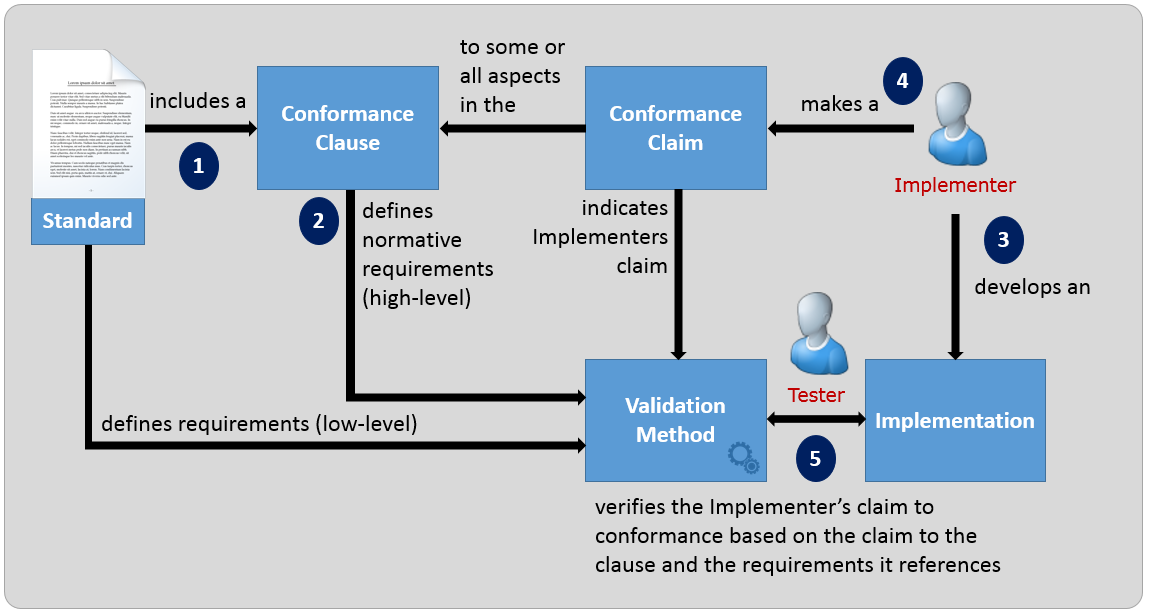 includes a
1
Standard
Conformance
Clause
to some or
all aspects
in the
Conformance
Claim
makes a
4
Implementer
2
defines
normative
requirements
(high-level)
indicates
Implementers
claim
3
develops an
defines requirements (low-level)
Validation
Method
Tester
5
Implementation
verifies the Implementer’s claim to
conformance based on the claim to the
clause and the requirements it references